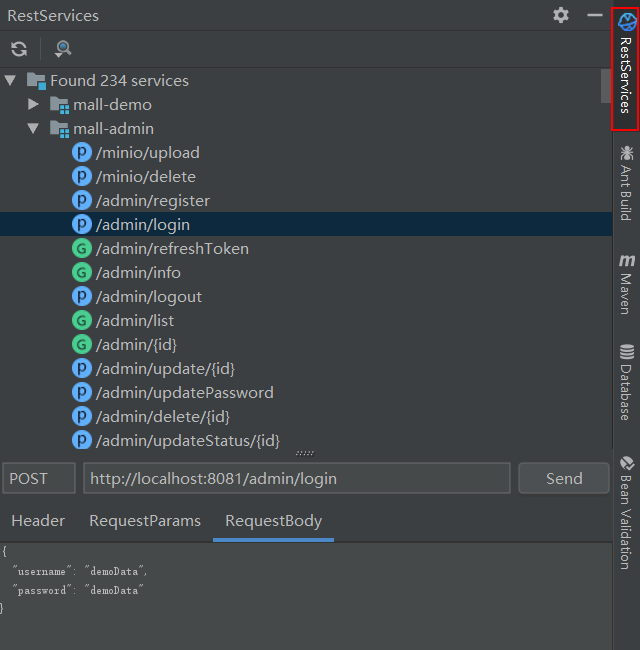 RestServices
Found 234 services
mall-demo
mall-admin
p /minio/upload
p /minio/delete
p /admin/register
p /admin/login
G /admin/refreshToken
G /admin/info
p /admin/logout
G /admin/list
G /admin/{id}
p /admin/update/{id}
p /admin/updatePassword
p /admin/delete/{id}
p /admin/updateStatus/{id}
POST http://localhost:8081/admin/login Send
Header RequestParams RequestBody
{
"username": "demoData",
"password": "demoData"
}
RestServices
Ant Build
m Maven
Database
Bean Validation